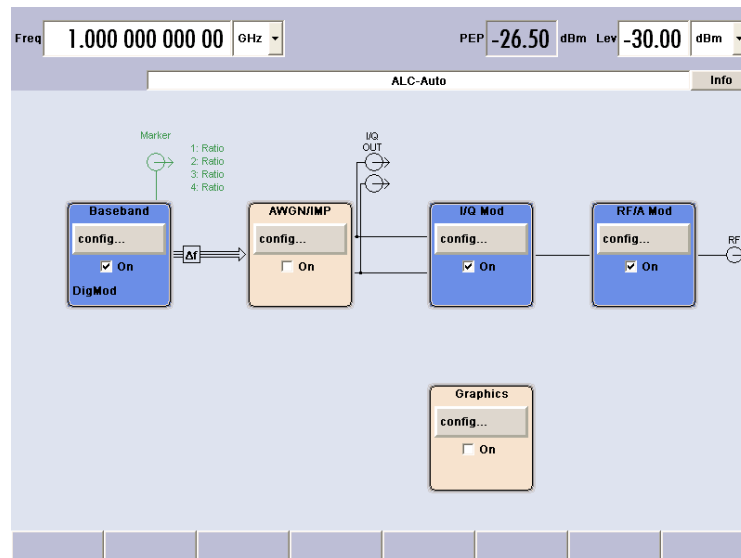 Freq 1.000 000 000 00 GHz PEP -26.50 dBm Lev -30.00 dBm
ALC-Auto Info
Marker
1: Ratio
2: Ratio
3: Ratio
4: Ratio
I/Q
OUT
Baseband AWGN/IMP I/Q Mod RF/A Mod
config... config... config... config... RF
Δf
On On On On
DigMod
Graphics
config...
On